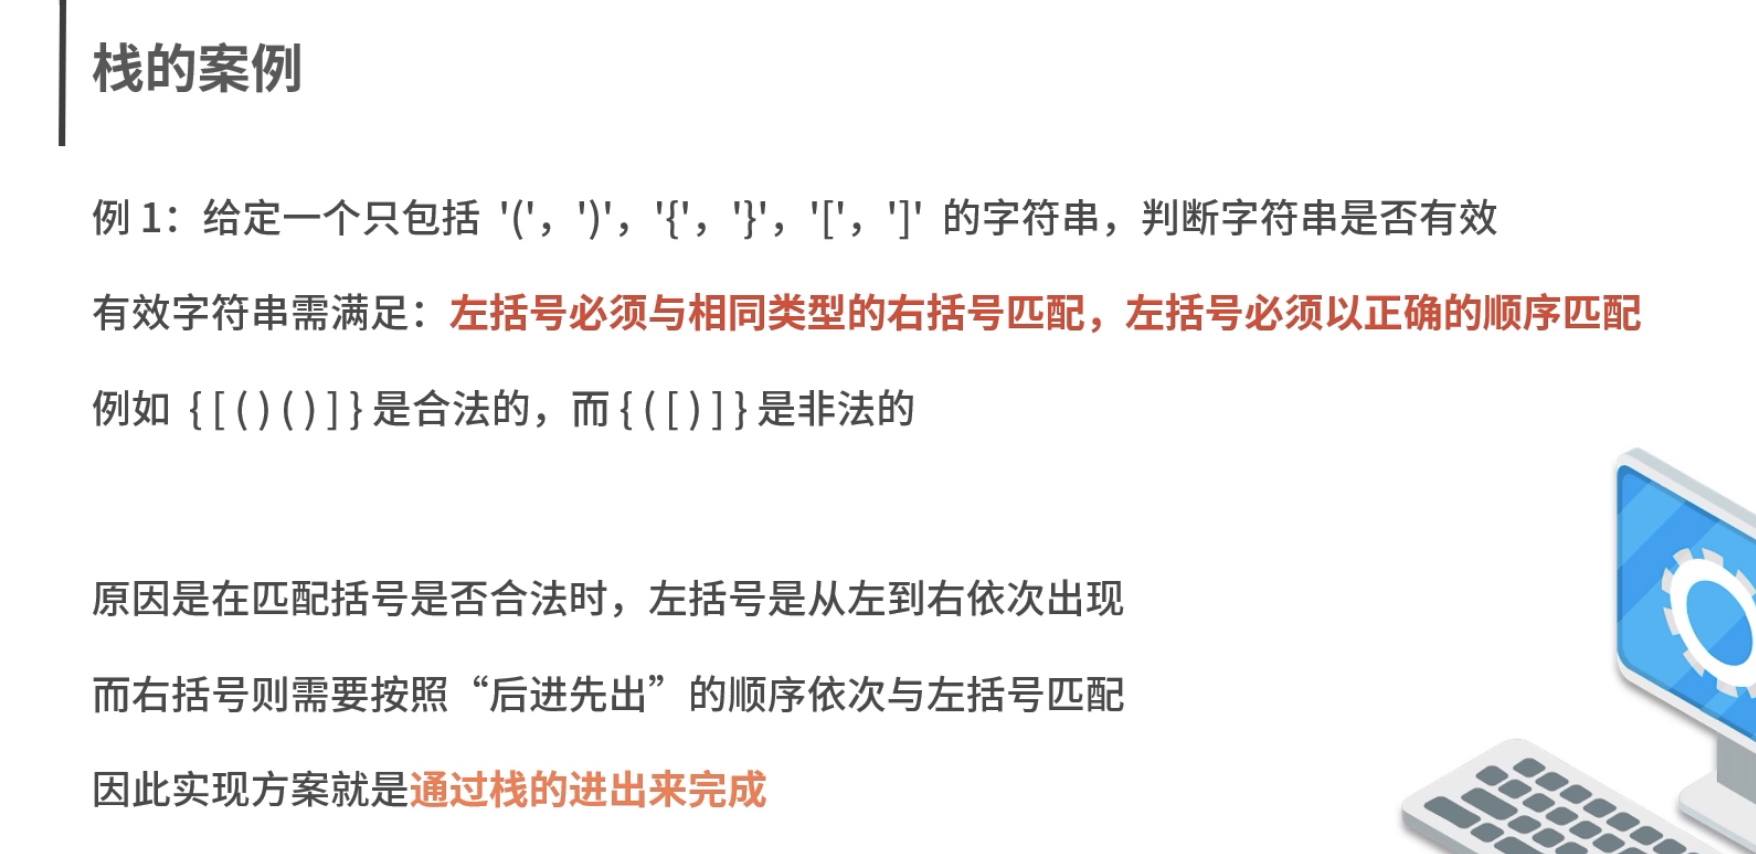 栈的案例
例 1：给定一个只包括 '('，')'，'{'，'}'，'['，']' 的字符串，判断字符串是否有效
有效字符串需满足：左括号必须与相同类型的右括号匹配，左括号必须以正确的顺序匹配
例如 { [ ( ) ( ) ] } 是合法的，而 { ( [ ) ] } 是非法的
原因是在匹配括号是否合法时，左括号是从左到右依次出现
而右括号则需要按照“后进先出”的顺序依次与左括号匹配
因此实现方案就是通过栈的进出来完成